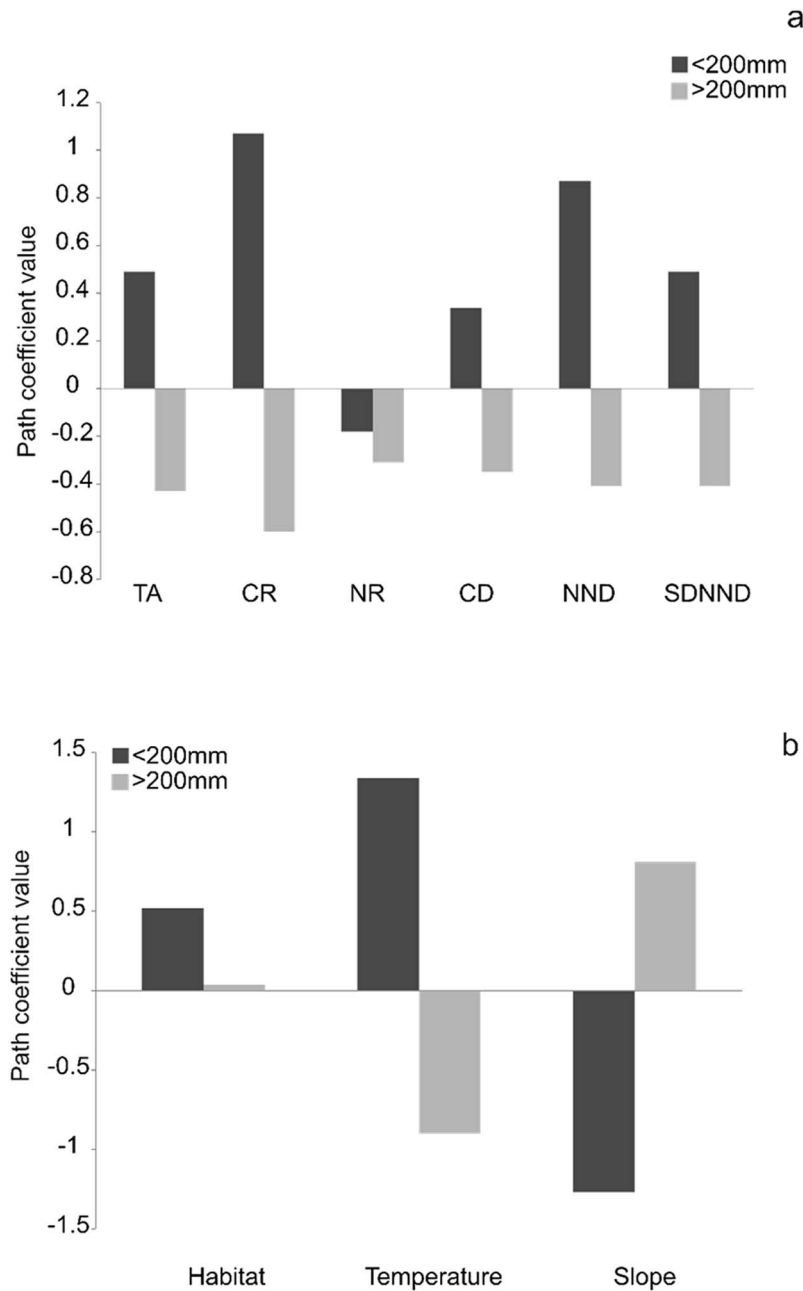 a
<200mm
>200mm
1.2
1
0.8
0.6
0.4
0.2
0
-0.2
-0.4
-0.6
-0.8
Path coefficient value
TA CR NR CD NND SDNND
b
<200mm
>200mm
1.5
1
0.5
0
-0.5
-1
-1.5
Path coefficient value
Habitat Temperature Slope